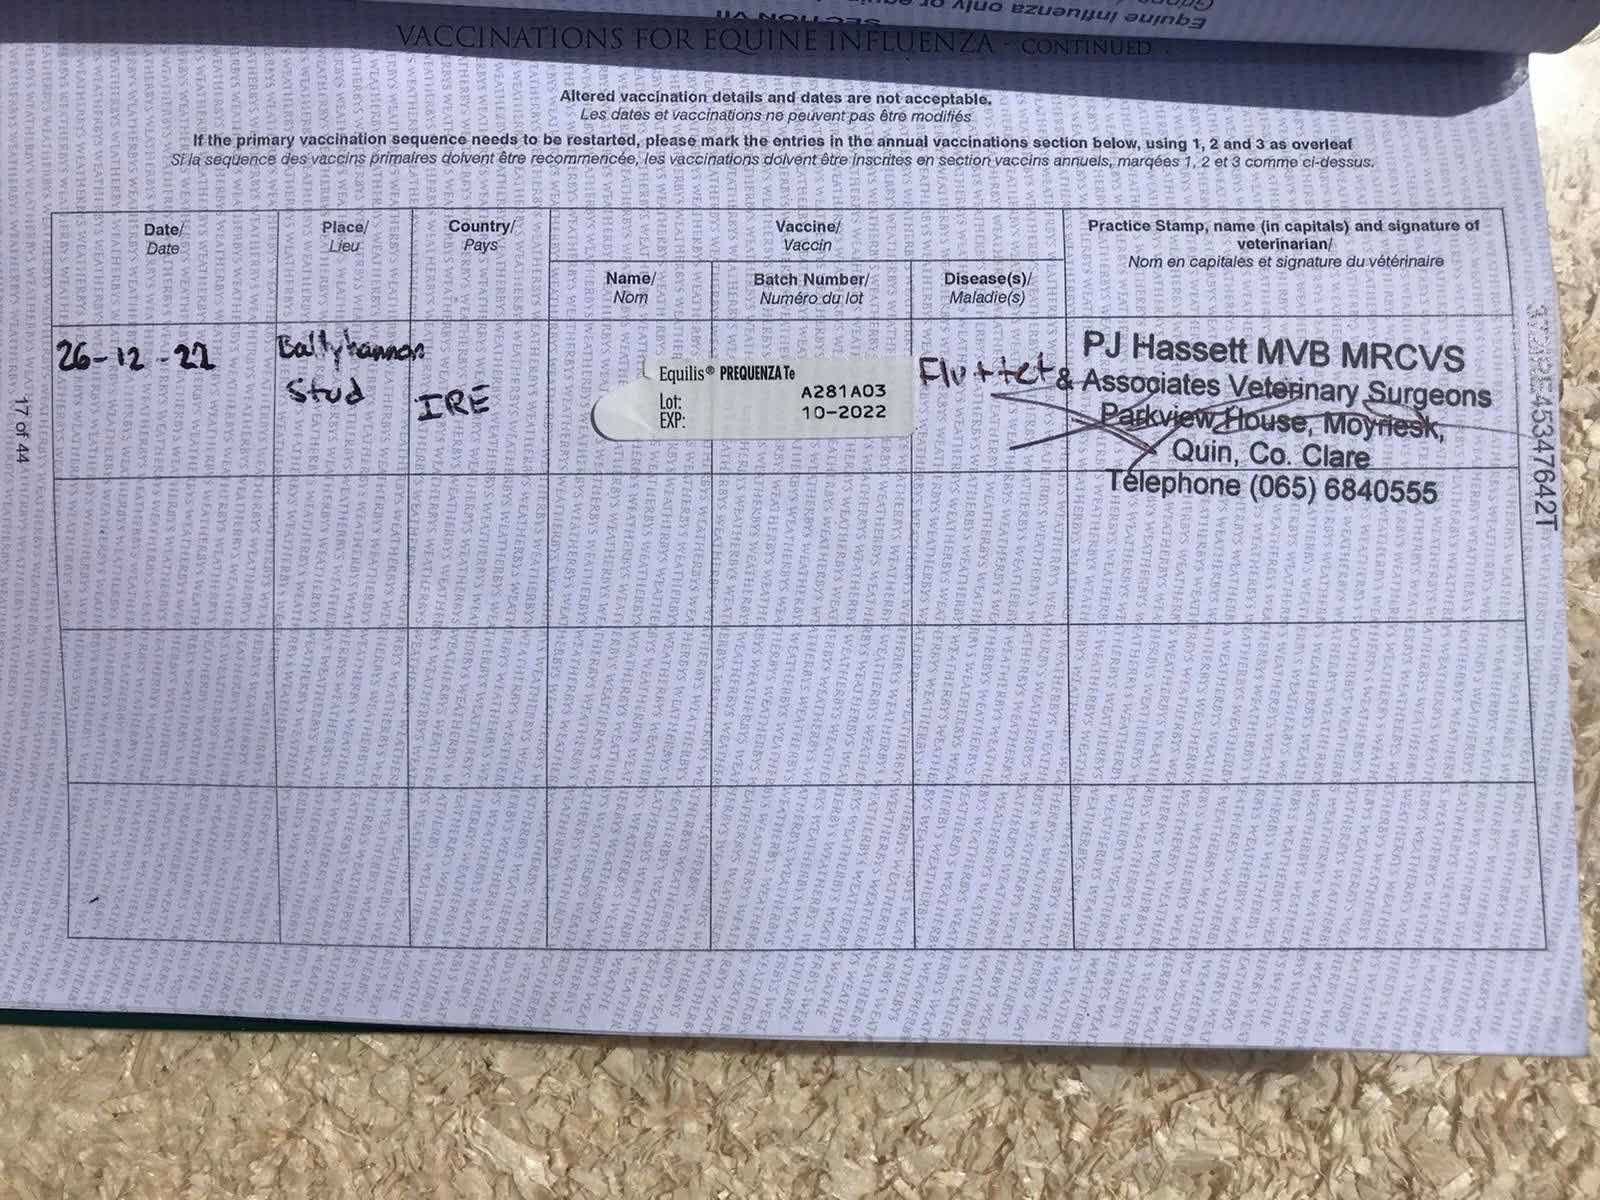 Equine Influenza only or equi
SECTION VII
VACCINATIONS FOR EQUINE INFLUENZA - CONTINUED
Altered vaccination details and dates are not acceptable.
Les dates et vaccinations ne peuvent pas être modifiés
If the primary vaccination sequence needs to be restarted, please mark the entries in the annual vaccinations section below, using 1, 2 and 3 as overleaf
Si la sequence des vaccins primaires doivent être recommencée, les vaccinations doivent être inscrites en section vaccins annuels, marqées 1, 2 et 3 comme ci-dessus.
Date/
Date
Place/
Lieu
Country/
Pays
Vaccine/
Vaccin
Name/
Nom
Batch Number/
Numéro du lot
Disease(s)/
Maladie(s)
Practice Stamp, name (in capitals) and signature of
veterinarian/
Nom en capitales et signature du vétérinaire
26-12-22
Ballyhannon
Stud
IRE
Equilis® PREQUENZA Te
Lot: A281A03
EXP: 10-2022
Flu + tet
PJ Hassett MVB MRCVS
& Associates Veterinary Surgeons
Parkview House, Moyriesk,
Quin, Co. Clare
Telephone (065) 6840555
17 of 44